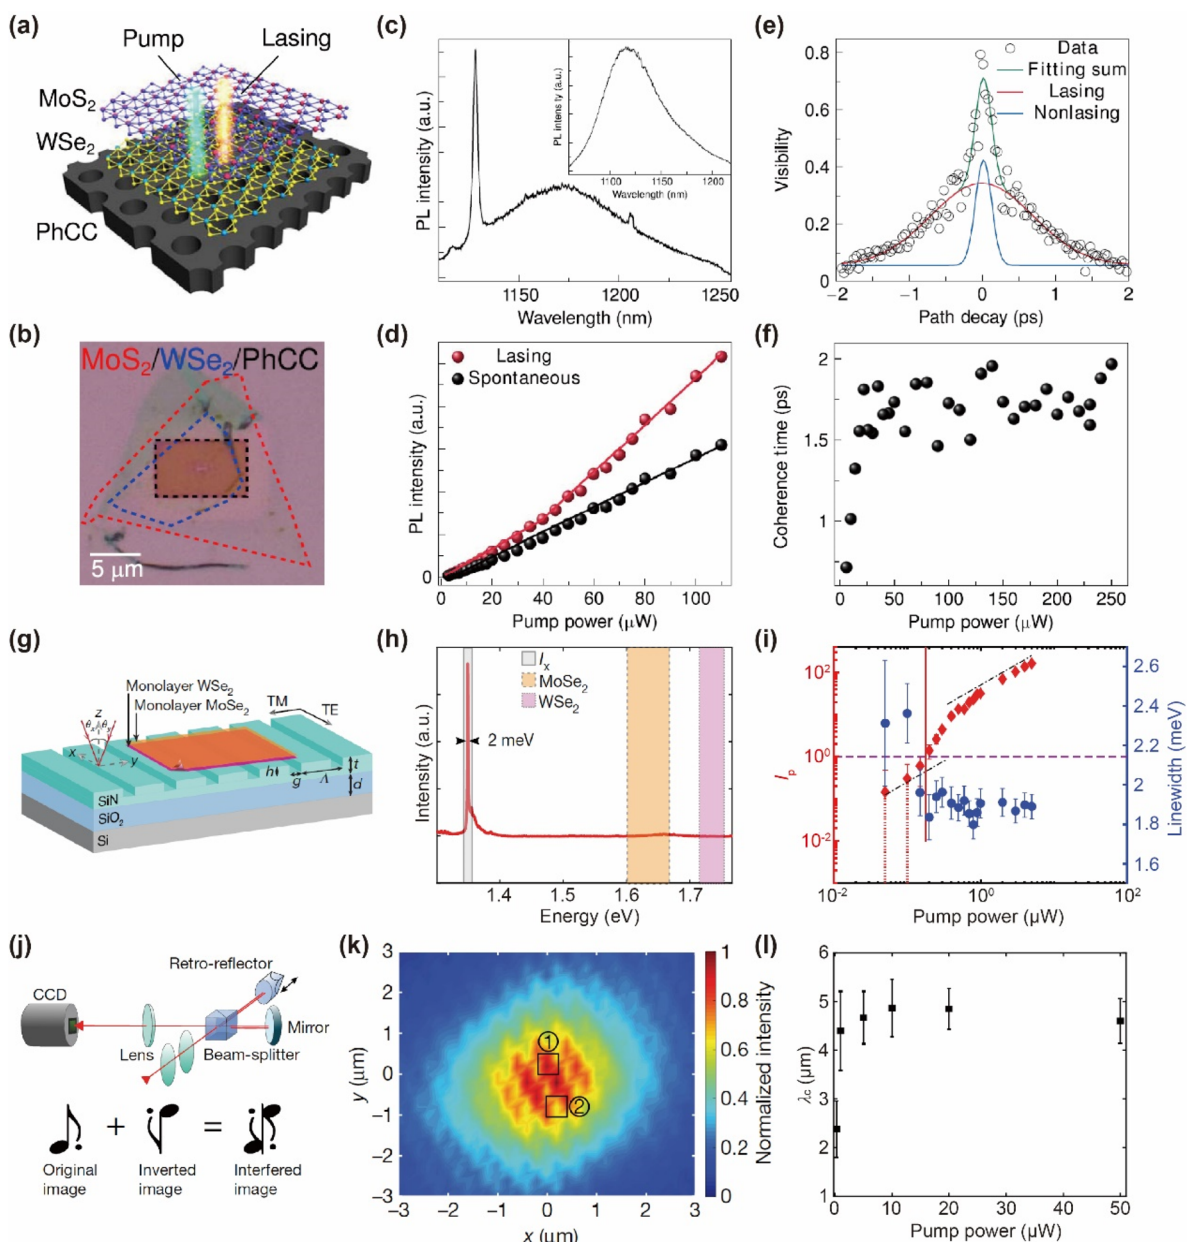 (a)
Pump
Lasing
MoS2
WSe2
PhCC
(b)
MoS2/WSe2/PhCC
5 μm
(c)
PL intensity (a.u.)
1150
1200
1250
Wavelength (nm)
PL intensity (a.u.)
1100
1150
1200
Wavelength (nm)
(d)
Lasing
Spontaneous
PL intensity (a.u.)
0
0
20
40
60
80
100
Pump power (μW)
(e)
Data
Fitting sum
Lasing
Nonlasing
Visibility
0.8
0.6
0.4
0.2
0
−2
−1
0
1
2
Path decay (ps)
(f)
Coherence time (ps)
2
1.5
1
0
50
100
150
200
250
Pump power (μW)
(g)
Monolayer WSe2
Monolayer MoSe2
TM
TE
z
θx
θy
x
y
h
g
Λ
t
d
SiN
SiO2
Si
(h)
Ix
MoSe2
WSe2
2 meV
Intensity (a.u.)
1.4
1.5
1.6
1.7
Energy (eV)
(i)
Ip
10^2
10^0
10^-2
10^-2
10^0
10^2
Pump power (μW)
2.6
2.4
2.2
2
1.8
1.6
Linewidth (meV)
(j)
Retro-reflector
CCD
Mirror
Lens
Beam-splitter
+
=
Original image
Inverted image
Interfered image
(k)
y (μm)
3
2
1
0
−1
−2
−3
−3
−2
−1
0
1
2
3
x (μm)
①
②
1
0.8
0.6
0.4
0.2
0
Normalized intensity
(l)
λc (μm)
6
5
4
3
2
1
0
10
20
30
40
50
Pump power (μW)